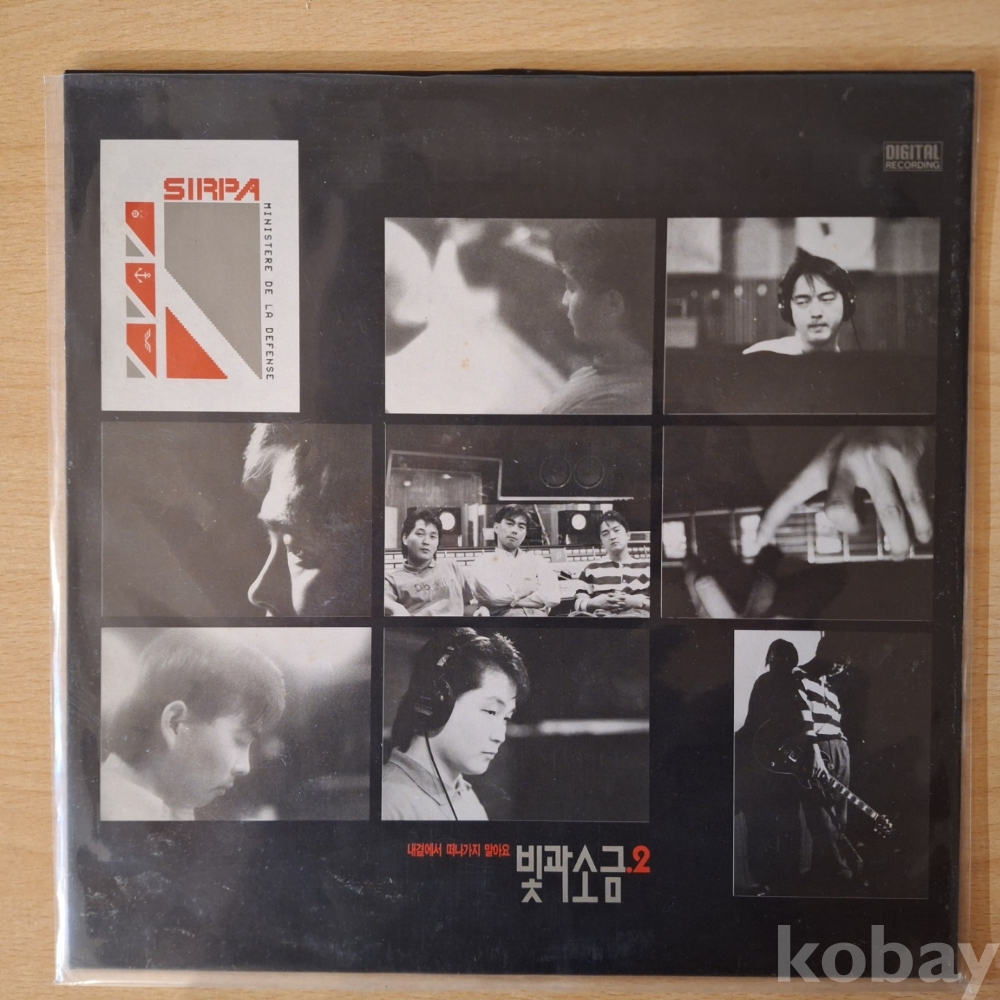 DIGITAL
RECORDING
SIRPA
MINISTERE DE LA DEFENSE
내곁에서 떠나가지 말아요
빛과소금.2
kobay